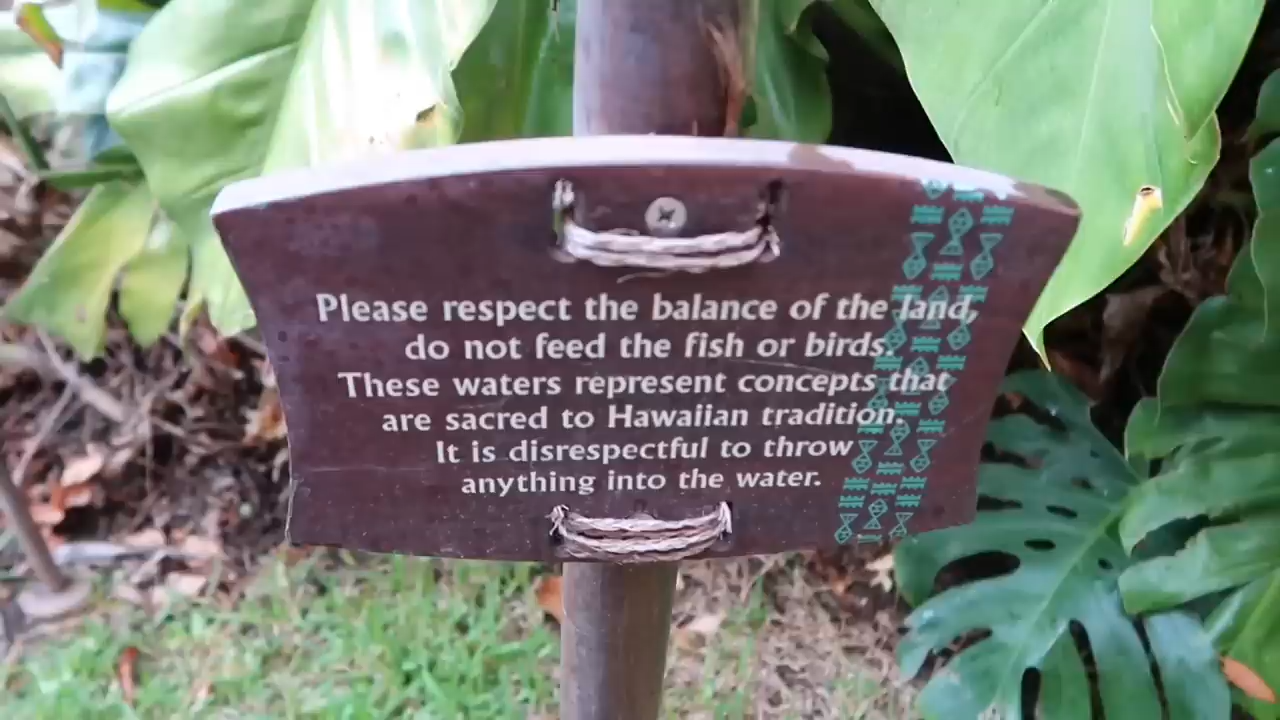 Please respect the balance of the land,
do not feed the fish or birds.
These waters represent concepts that
are sacred to Hawaiian tradition.
It is disrespectful to throw
anything into the water.